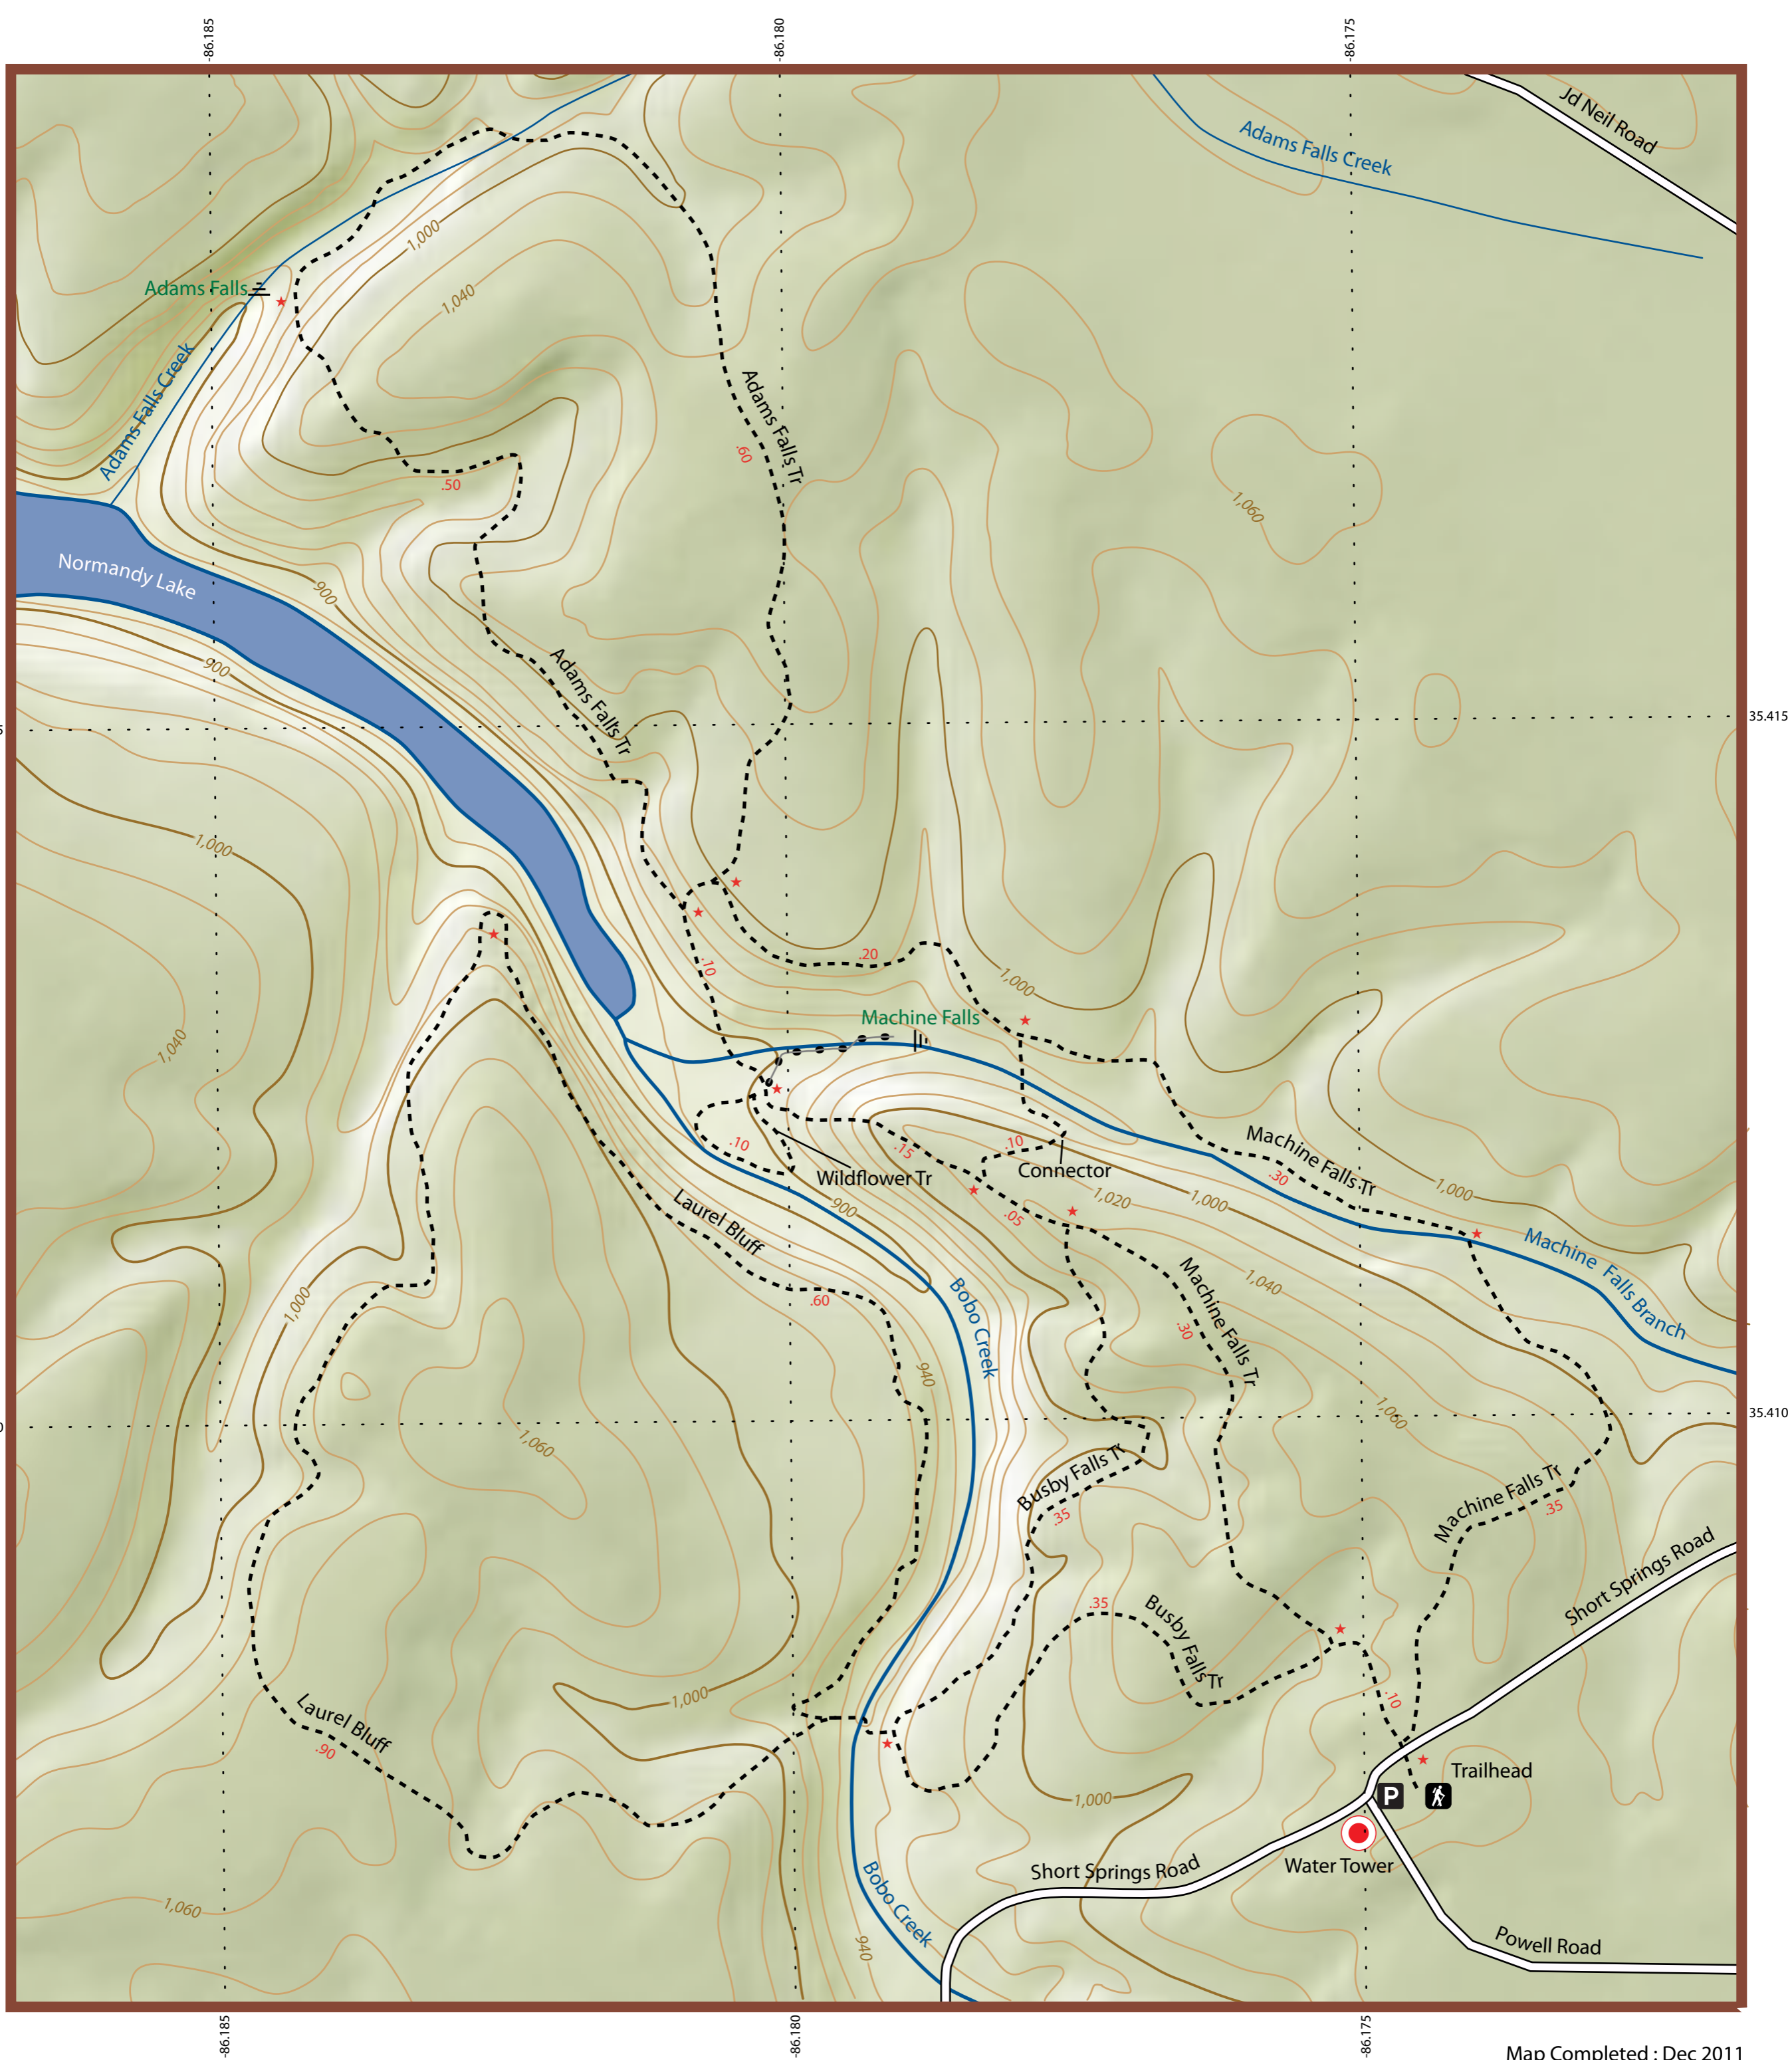 -86.185
-86.180
-86.175
Jd Neil Road
Adams Falls Creek
1,000
Adams Falls
1,040
Adams Falls Creek
Adams Falls Tr
.60
.50
1,060
Normandy Lake
900
900
Adams Falls Tr
35.415
1,000
.20
.10
1,000
Machine Falls
1,040
.10
.15
.10
Machine Falls Tr
Wildflower Tr
Connector
.30
1,020
1,000
1,000
900
Laurel Bluff
.05
Machine Falls Branch
1,000
.60
Bobo Creek
Machine Falls Tr
1,040
.30
940
1,060
35.410
1,060
Busby Falls Tr
.35
Machine Falls Tr
.35
Short Springs Road
.35
Busby Falls Tr
1,000
.10
Laurel Bluff
.90
Trailhead
P
1,000
Water Tower
Short Springs Road
1,060
Bobo Creek
940
Powell Road
-86.185
-86.180
-86.175
Map Completed : Dec 2011